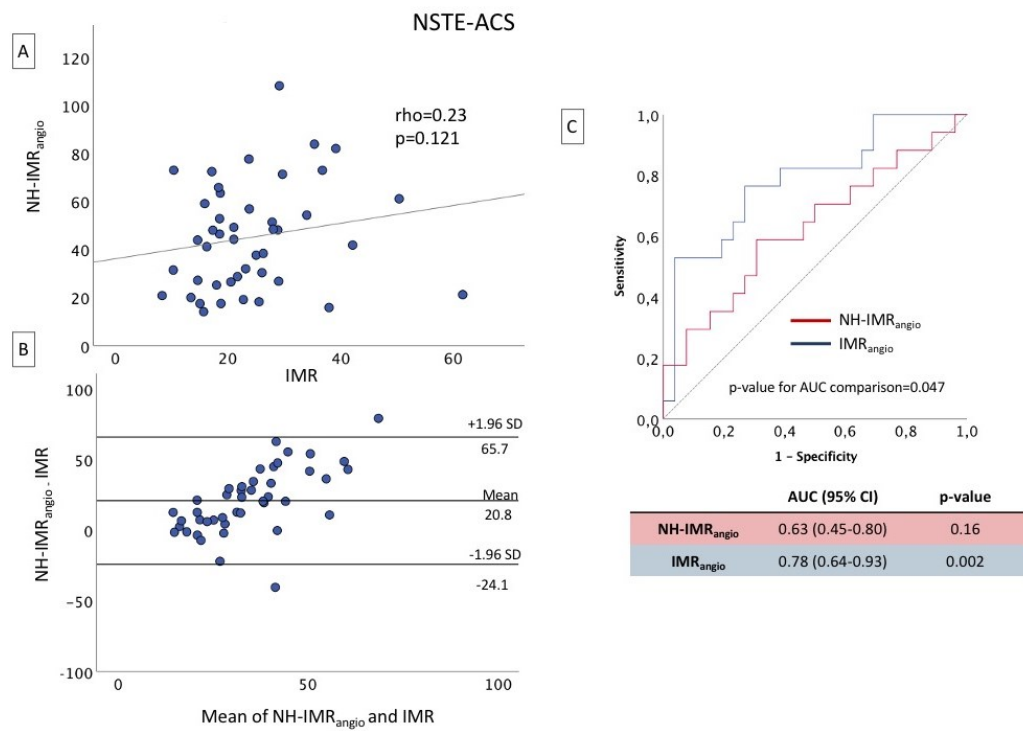 NSTE-ACS
A
NH-IMRangio
120
100
80
60
40
20
0
rho=0.23
p=0.121
0
20
40
60
IMR
B
NH-IMRangio - IMR
100
50
0
-50
-100
+1.96 SD
65.7
Mean
20.8
-1.96 SD
-24.1
0
50
100
Mean of NH-IMRangio and IMR
C
Sensitivity
1,0
0,8
0,6
0,4
0,2
0,0
NH-IMRangio
IMRangio
p-value for AUC comparison=0.047
0,0
0,2
0,4
0,6
0,8
1,0
1 - Specificity
AUC (95% CI) p-value
NH-IMRangio 0.63 (0.45-0.80) 0.16
IMRangio 0.78 (0.64-0.93) 0.002